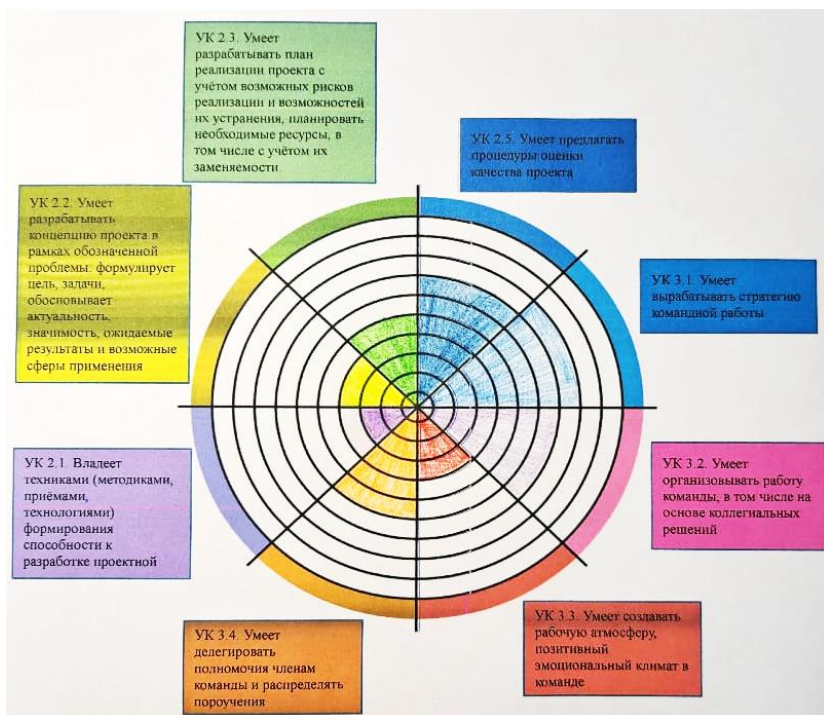 УК 2.3. Умеет
разрабатывать план
реализации проекта с
учётом возможных рисков
реализации и возможностей
их устранения, планировать
необходимые ресурсы, в
том числе с учётом их
заменяемости
УК 2.5. Умеет предлагать
процедуры оценки
качества проекта
УК 2.2. Умеет
разрабатывать
концепцию проекта в
рамках обозначенной
проблемы: формулирует
цель, задачи,
обосновывает
актуальность,
значимость, ожидаемые
результаты и возможные
сферы применения
УК 3.1. Умеет
вырабатывать стратегию
командной работы
УК 2.1. Владеет
техниками (методиками,
приёмами,
технологиями)
формирования
способности к
разработке проектной
УК 3.2. Умеет
организовывать работу
команды, в том числе на
основе коллегиальных
решений
УК 3.4. Умеет
делегировать
полномочия членам
команды и распределять
пороучения
УК 3.3. Умеет создавать
рабочую атмосферу,
позитивный
эмоциональный климат в
команде